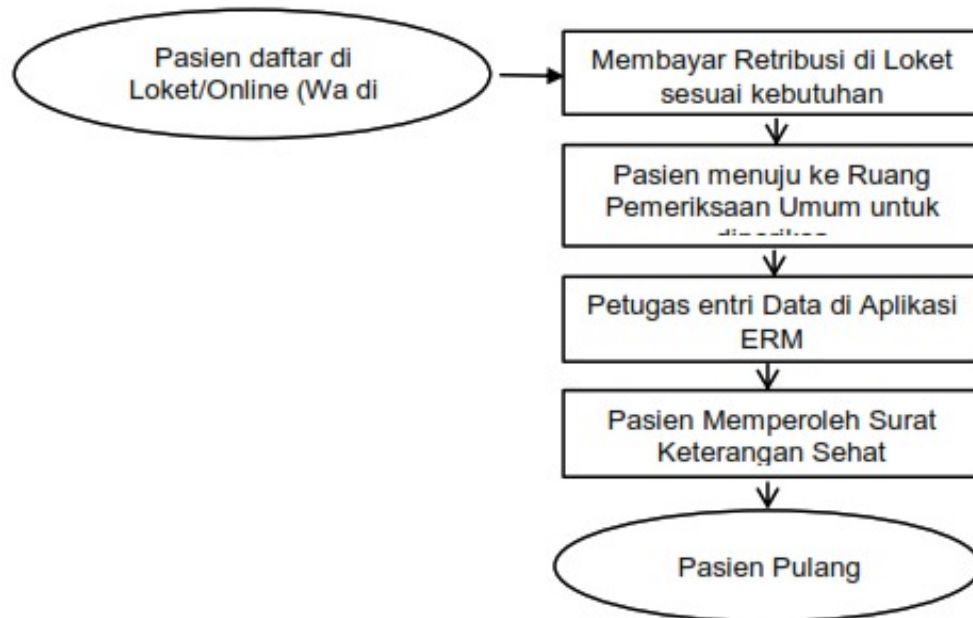 Pasien daftar di
Loket/Online (Wa di
Membayar Retribusi di Loket
sesuai kebutuhan
Pasien menuju ke Ruang
Pemeriksaan Umum untuk
Petugas entri Data di Aplikasi
ERM
Pasien Memperoleh Surat
Keterangan Sehat
Pasien Pulang